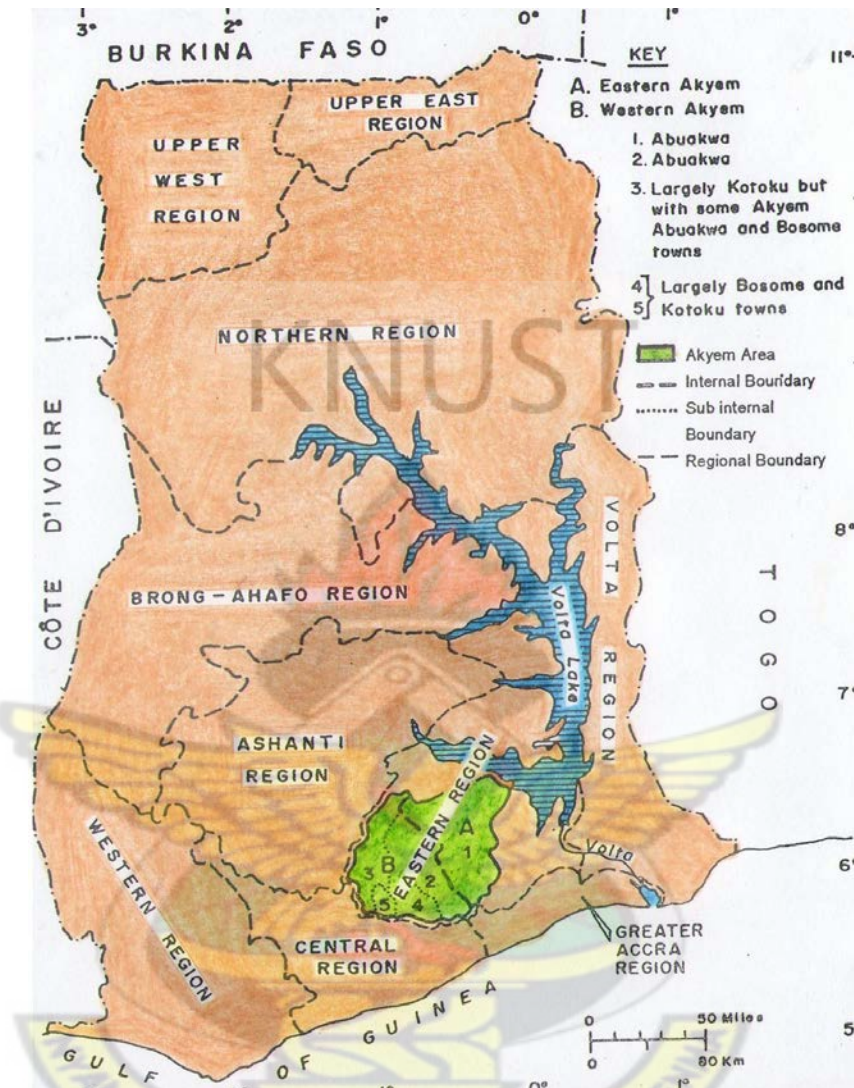 3° 2° 1° 0° 1°
BURKINA FASO
11°
KEY
A. Eastern Akyem
B. Western Akyem
1. Abuakwa
2. Abuakwa
3. Largely Kotoku but
with some Akyem
Abuakwa and Bosome
towns
4 Largely Bosome and
5 Kotoku towns
Akyem Area
Internal Boundary
Sub internal
Boundary
Regional Boundary
UPPER EAST
REGION
UPPER
WEST
REGION
NORTHERN REGION
KNUST
CÔTE D'IVOIRE
8°
BRONG-AHAFO REGION
Volta Lake
VOLTA REGION
TOGO
7°
ASHANTI
REGION
EASTERN REGION
A
1
B
2
3
4
5
Volta
6°
WESTERN REGION
CENTRAL
REGION
GREATER
ACCRA
REGION
GULF OF GUINEA
0 50 Miles
0 80 Km
5
0° 1°